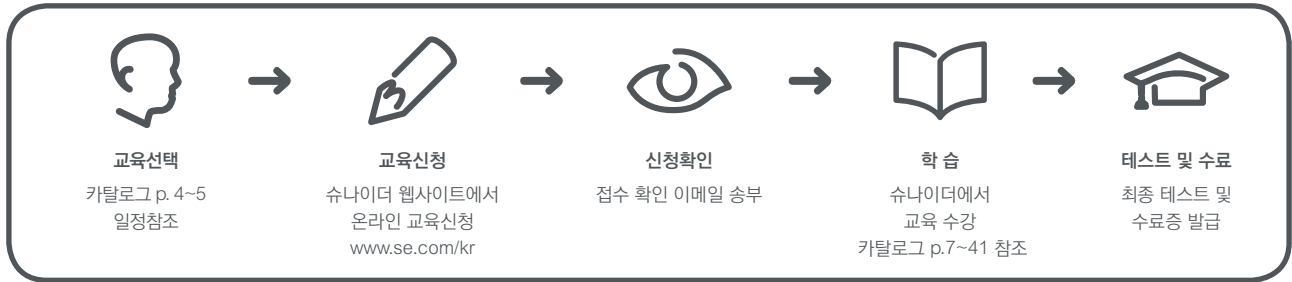 교육선택
카탈로그 p. 4~5
일정참조
교육신청
슈나이더 웹사이트에서
온라인 교육신청
www.se.com/kr
신청확인
접수 확인 이메일 송부
학 습
슈나이더에서
교육 수강
카탈로그 p.7~41 참조
테스트 및 수료
최종 테스트 및
수료증 발급